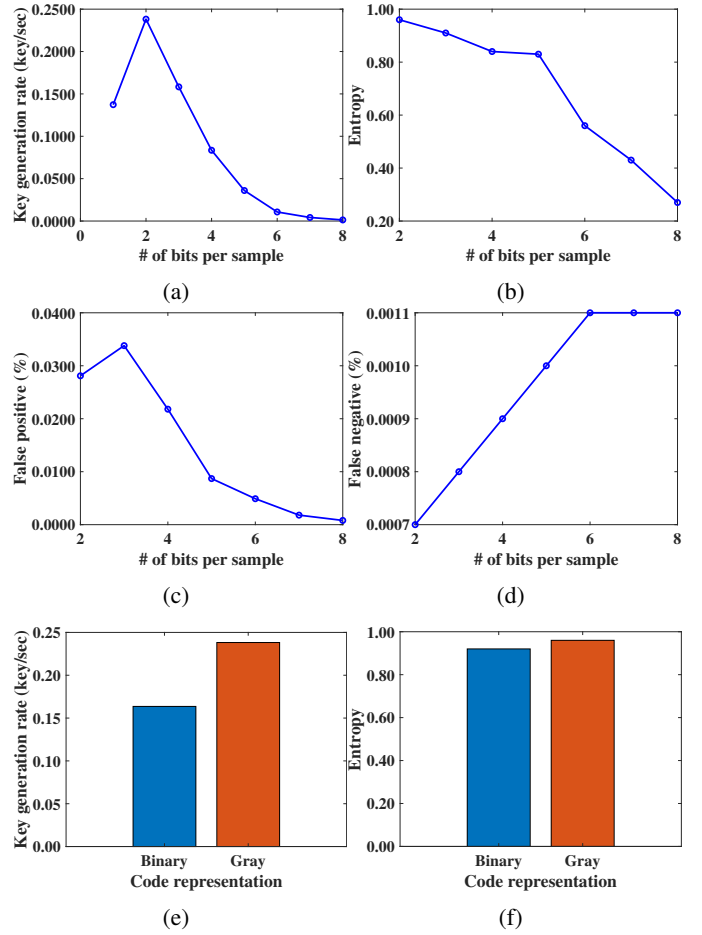 Key generation rate (key/sec)
0.2500
0.2000
0.1500
0.1000
0.0500
0.0000
0 2 4 6 8
# of bits per sample
(a)
Entropy
1.00
0.80
0.60
0.40
0.20
2 4 6 8
# of bits per sample
(b)
False positive (%)
0.0400
0.0300
0.0200
0.0100
0.0000
2 4 6 8
# of bits per sample
(c)
False negative (%)
0.0011
0.0010
0.0009
0.0008
0.0007
2 4 6 8
# of bits per sample
(d)
Key generation rate (key/sec)
0.25
0.20
0.15
0.10
0.05
0.00
Binary Gray
Code representation
(e)
Entropy
1.00
0.80
0.60
0.40
0.20
0.00
Binary Gray
Code representation
(f)